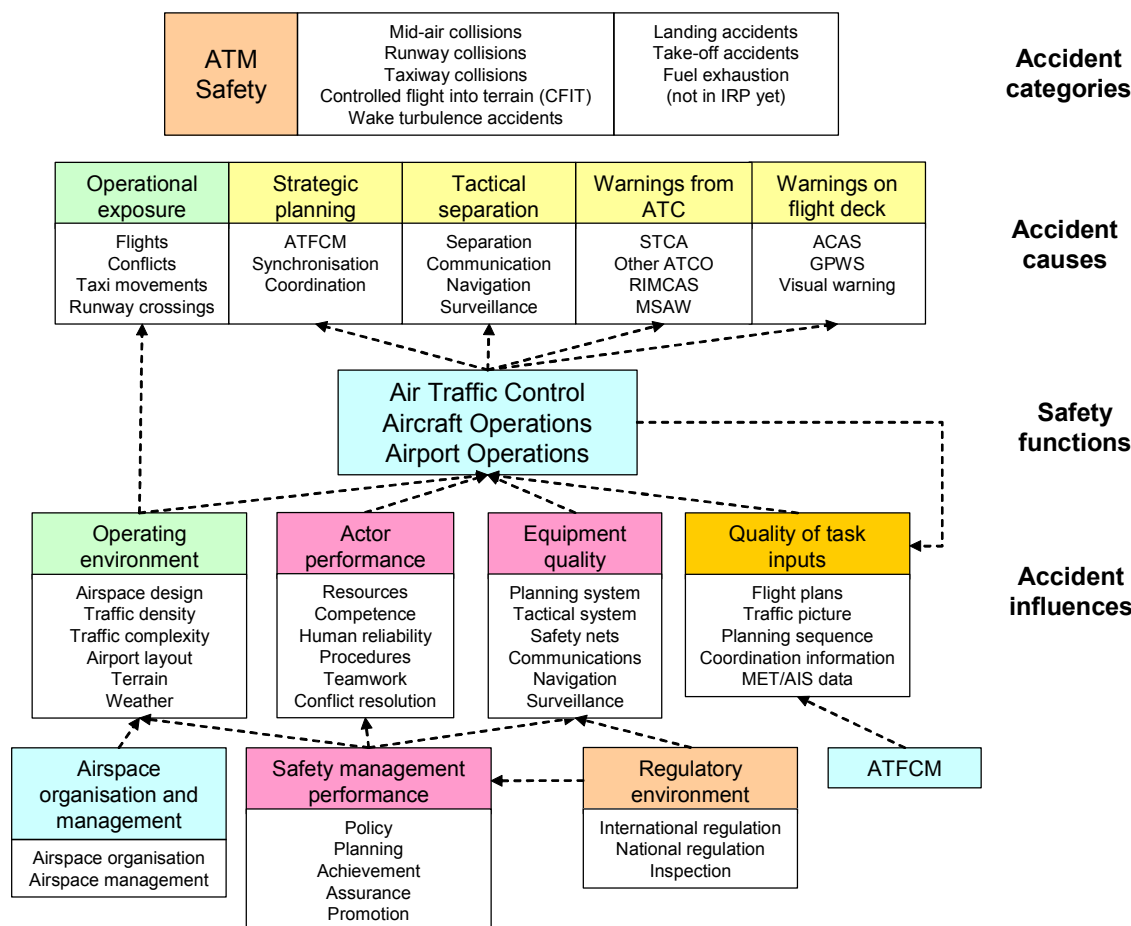 ATM
Safety
Mid-air collisions
Runway collisions
Taxiway collisions
Controlled flight into terrain (CFIT)
Wake turbulence accidents
Landing accidents
Take-off accidents
Fuel exhaustion
(not in IRP yet)
Accident
categories
Operational
exposure
Flights
Conflicts
Taxi movements
Runway crossings
Strategic
planning
ATFCM
Synchronisation
Coordination
Tactical
separation
Separation
Communication
Navigation
Surveillance
Warnings from
ATC
STCA
Other ATCO
RIMCAS
MSAW
Warnings on
flight deck
ACAS
GPWS
Visual warning
Accident
causes
Air Traffic Control
Aircraft Operations
Airport Operations
Safety
functions
Operating
environment
Airspace design
Traffic density
Traffic complexity
Airport layout
Terrain
Weather
Actor
performance
Resources
Competence
Human reliability
Procedures
Teamwork
Conflict resolution
Equipment
quality
Planning system
Tactical system
Safety nets
Communications
Navigation
Surveillance
Quality of task
inputs
Flight plans
Traffic picture
Planning sequence
Coordination information
MET/AIS data
Accident
influences
Airspace
organisation and
management
Airspace organisation
Airspace management
Safety management
performance
Policy
Planning
Achievement
Assurance
Promotion
Regulatory
environment
International regulation
National regulation
Inspection
ATFCM